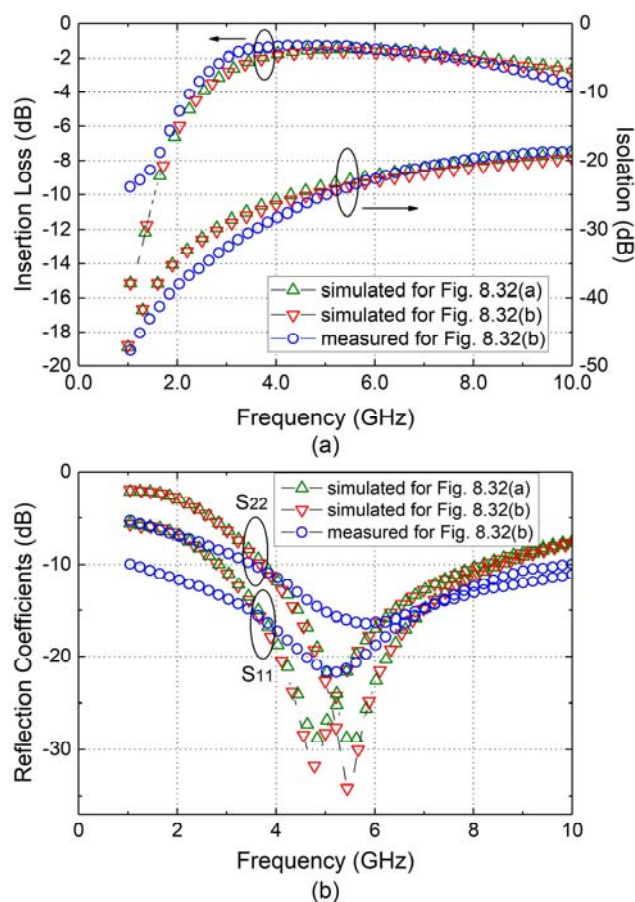 0
-2
-4
-6
-8
-10
-12
-14
-16
-18
-20
Insertion Loss (dB)
0
-10
-20
-30
-40
-50
Isolation (dB)
simulated for Fig. 8.32(a)
simulated for Fig. 8.32(b)
measured for Fig. 8.32(b)
0.0 2.0 4.0 6.0 8.0 10.0
Frequency (GHz)
(a)
0
-10
-20
-30
Reflection Coefficients (dB)
simulated for Fig. 8.32(a)
simulated for Fig. 8.32(b)
measured for Fig. 8.32(b)
S22
S11
0 2 4 6 8 10
Frequency (GHz)
(b)